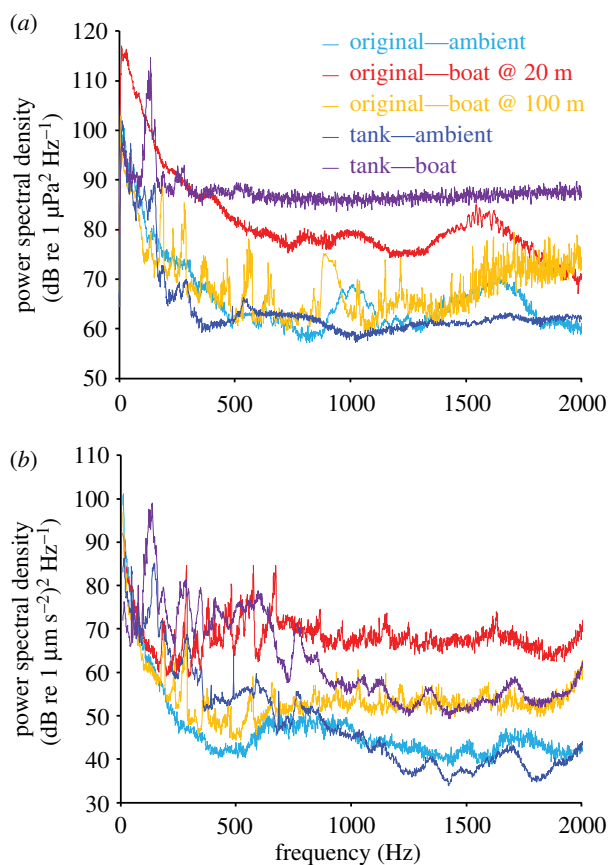 (a)
120
110
100
90
80
70
60
50
power spectral density
(dB re 1 µPa² Hz⁻¹)
original—ambient
original—boat @ 20 m
original—boat @ 100 m
tank—ambient
tank—boat
0 500 1000 1500 2000
(b)
110
100
90
80
70
60
50
40
30
power spectral density
(dB re 1 µm s⁻²)² Hz⁻¹)
0 500 1000 1500 2000
frequency (Hz)